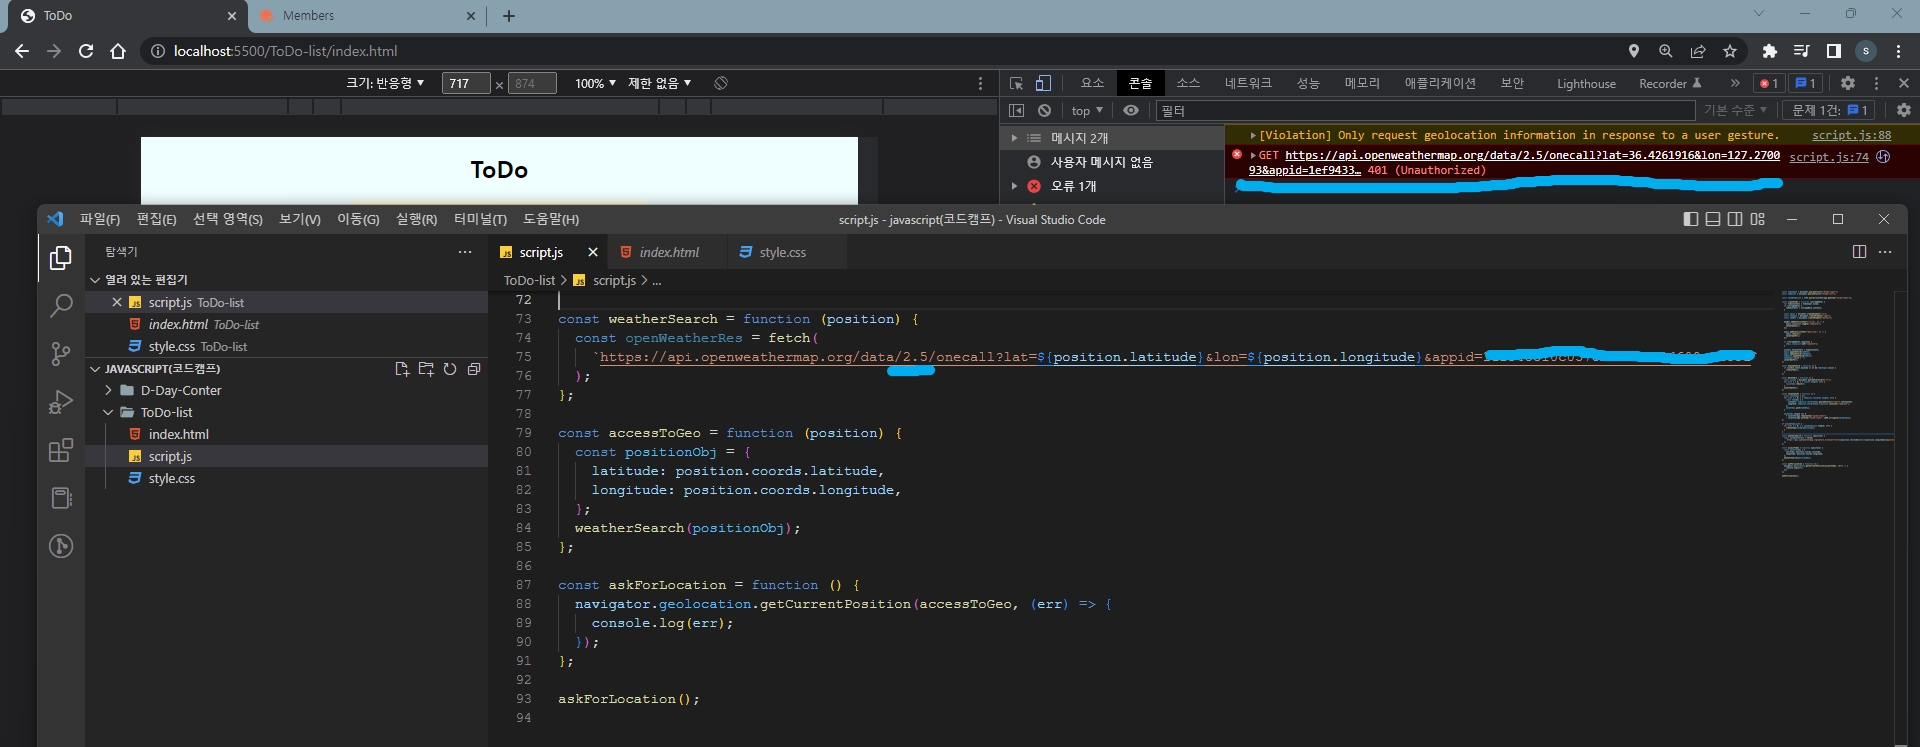 ToDo
Members
localhost:5500/ToDo-list/index.html
s
크기: 반응형
717 × 874
100%
제한 없음
요소 콘솔 소스 네트워크 성능 메모리 애플리케이션 보안 Lighthouse Recorder
1 1
top
필터
기본 수준
문제 1건: 1
메시지 2개
사용자 메시지 없음
오류 1개
[Violation] Only request geolocation information in response to a user gesture. script.js:88
GET https://api.openweathermap.org/data/2.5/onecall?lat=36.4261916&lon=127.2700 script.js:74
93&appid=1ef9433… 401 (Unauthorized)
ToDo
파일(F) 편집(E) 선택 영역(S) 보기(V) 이동(G) 실행(R) 터미널(T) 도움말(H)
script.js - javascript(코드캠프) - Visual Studio Code
탐색기
열려 있는 편집기
script.js ToDo-list
index.html ToDo-list
style.css ToDo-list
JAVASCRIPT(코드캠프)
D-Day-Conter
ToDo-list
index.html
script.js
style.css
script.js
index.html
style.css
ToDo-list > script.js > ...
72
73 const weatherSearch = function (position) {
74 const openWeatherRes = fetch(
75 `https://api.openweathermap.org/data/2.5/onecall?lat=${position.latitude}&lon=${position.longitude}&appid=
76 );
77 };
78
79 const accessToGeo = function (position) {
80 const positionObj = {
81 latitude: position.coords.latitude,
82 longitude: position.coords.longitude,
83 };
84 weatherSearch(positionObj);
85 };
86
87 const askForLocation = function () {
88 navigator.geolocation.getCurrentPosition(accessToGeo, (err) => {
89 console.log(err);
90 });
91 };
92
93 askForLocation();
94